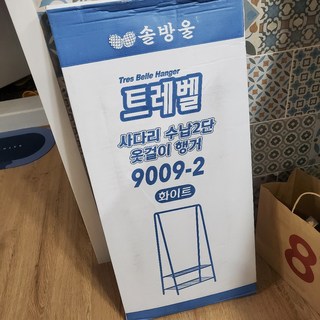 솔방울
Tres Belle Hanger
트레벨
사다리 수납2단
옷걸이 행거
9009-2
화이트
8